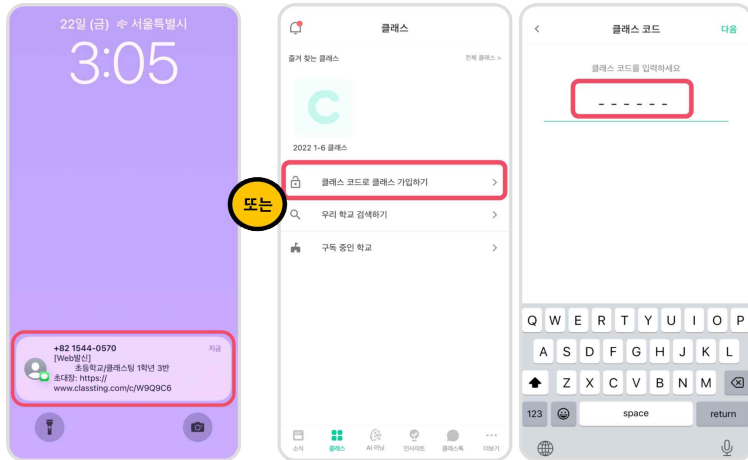 22일 (금) 서울특별시
3:05
+82 1544-0570 지금
[Web발신]
초등학교/클래스팅 1학년 3반
초대장: https://
www.classting.com/c/W9Q9C6
또는
클래스
즐겨 찾는 클래스 전체 클래스 >
C
2022 1-6 클래스
클래스 코드로 클래스 가입하기 >
우리 학교 검색하기 >
구독 중인 학교 >
소식 클래스 AI 러닝 인사이트 클래스톡 더보기
< 클래스 코드 다음
클래스 코드를 입력하세요
- - - - - -
Q W E R T Y U I O P
A S D F G H J K L
Z X C V B N M
123 space return